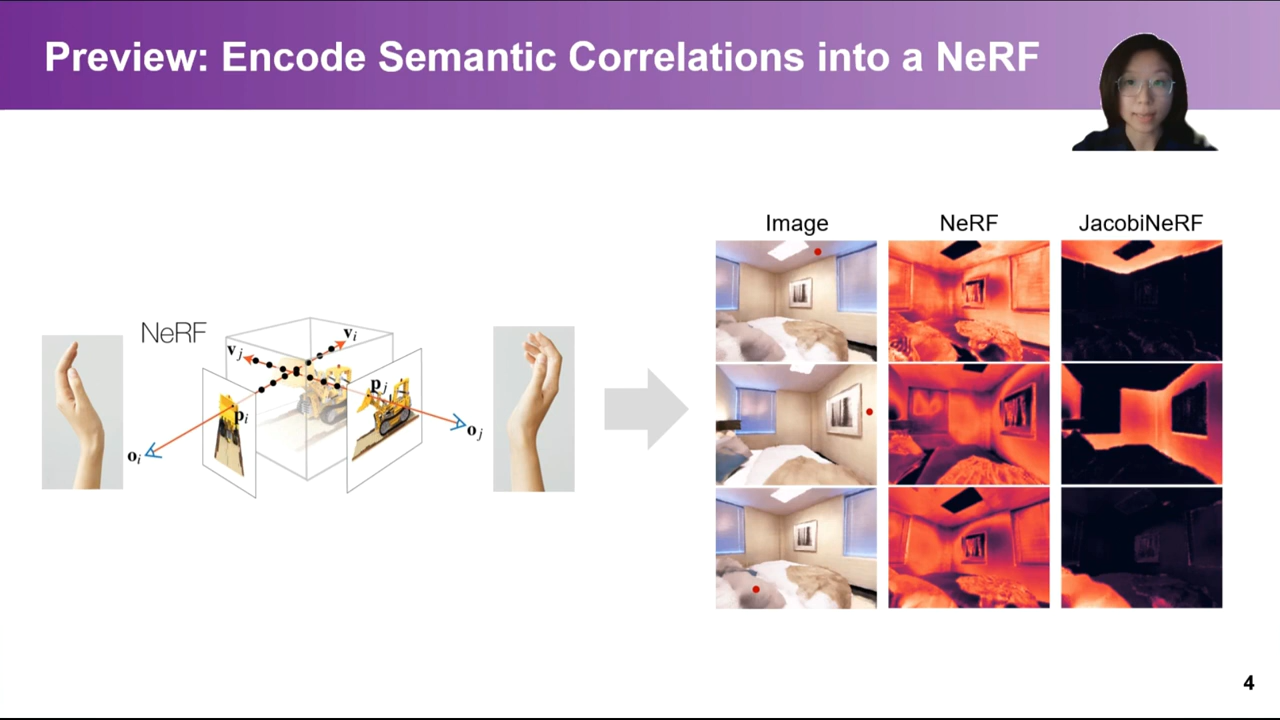 Preview: Encode Semantic Correlations into a NeRF
Image NeRF JacobiNeRF
NeRF
v_i
v_j
p_j
p_i
o_j
o_i
4